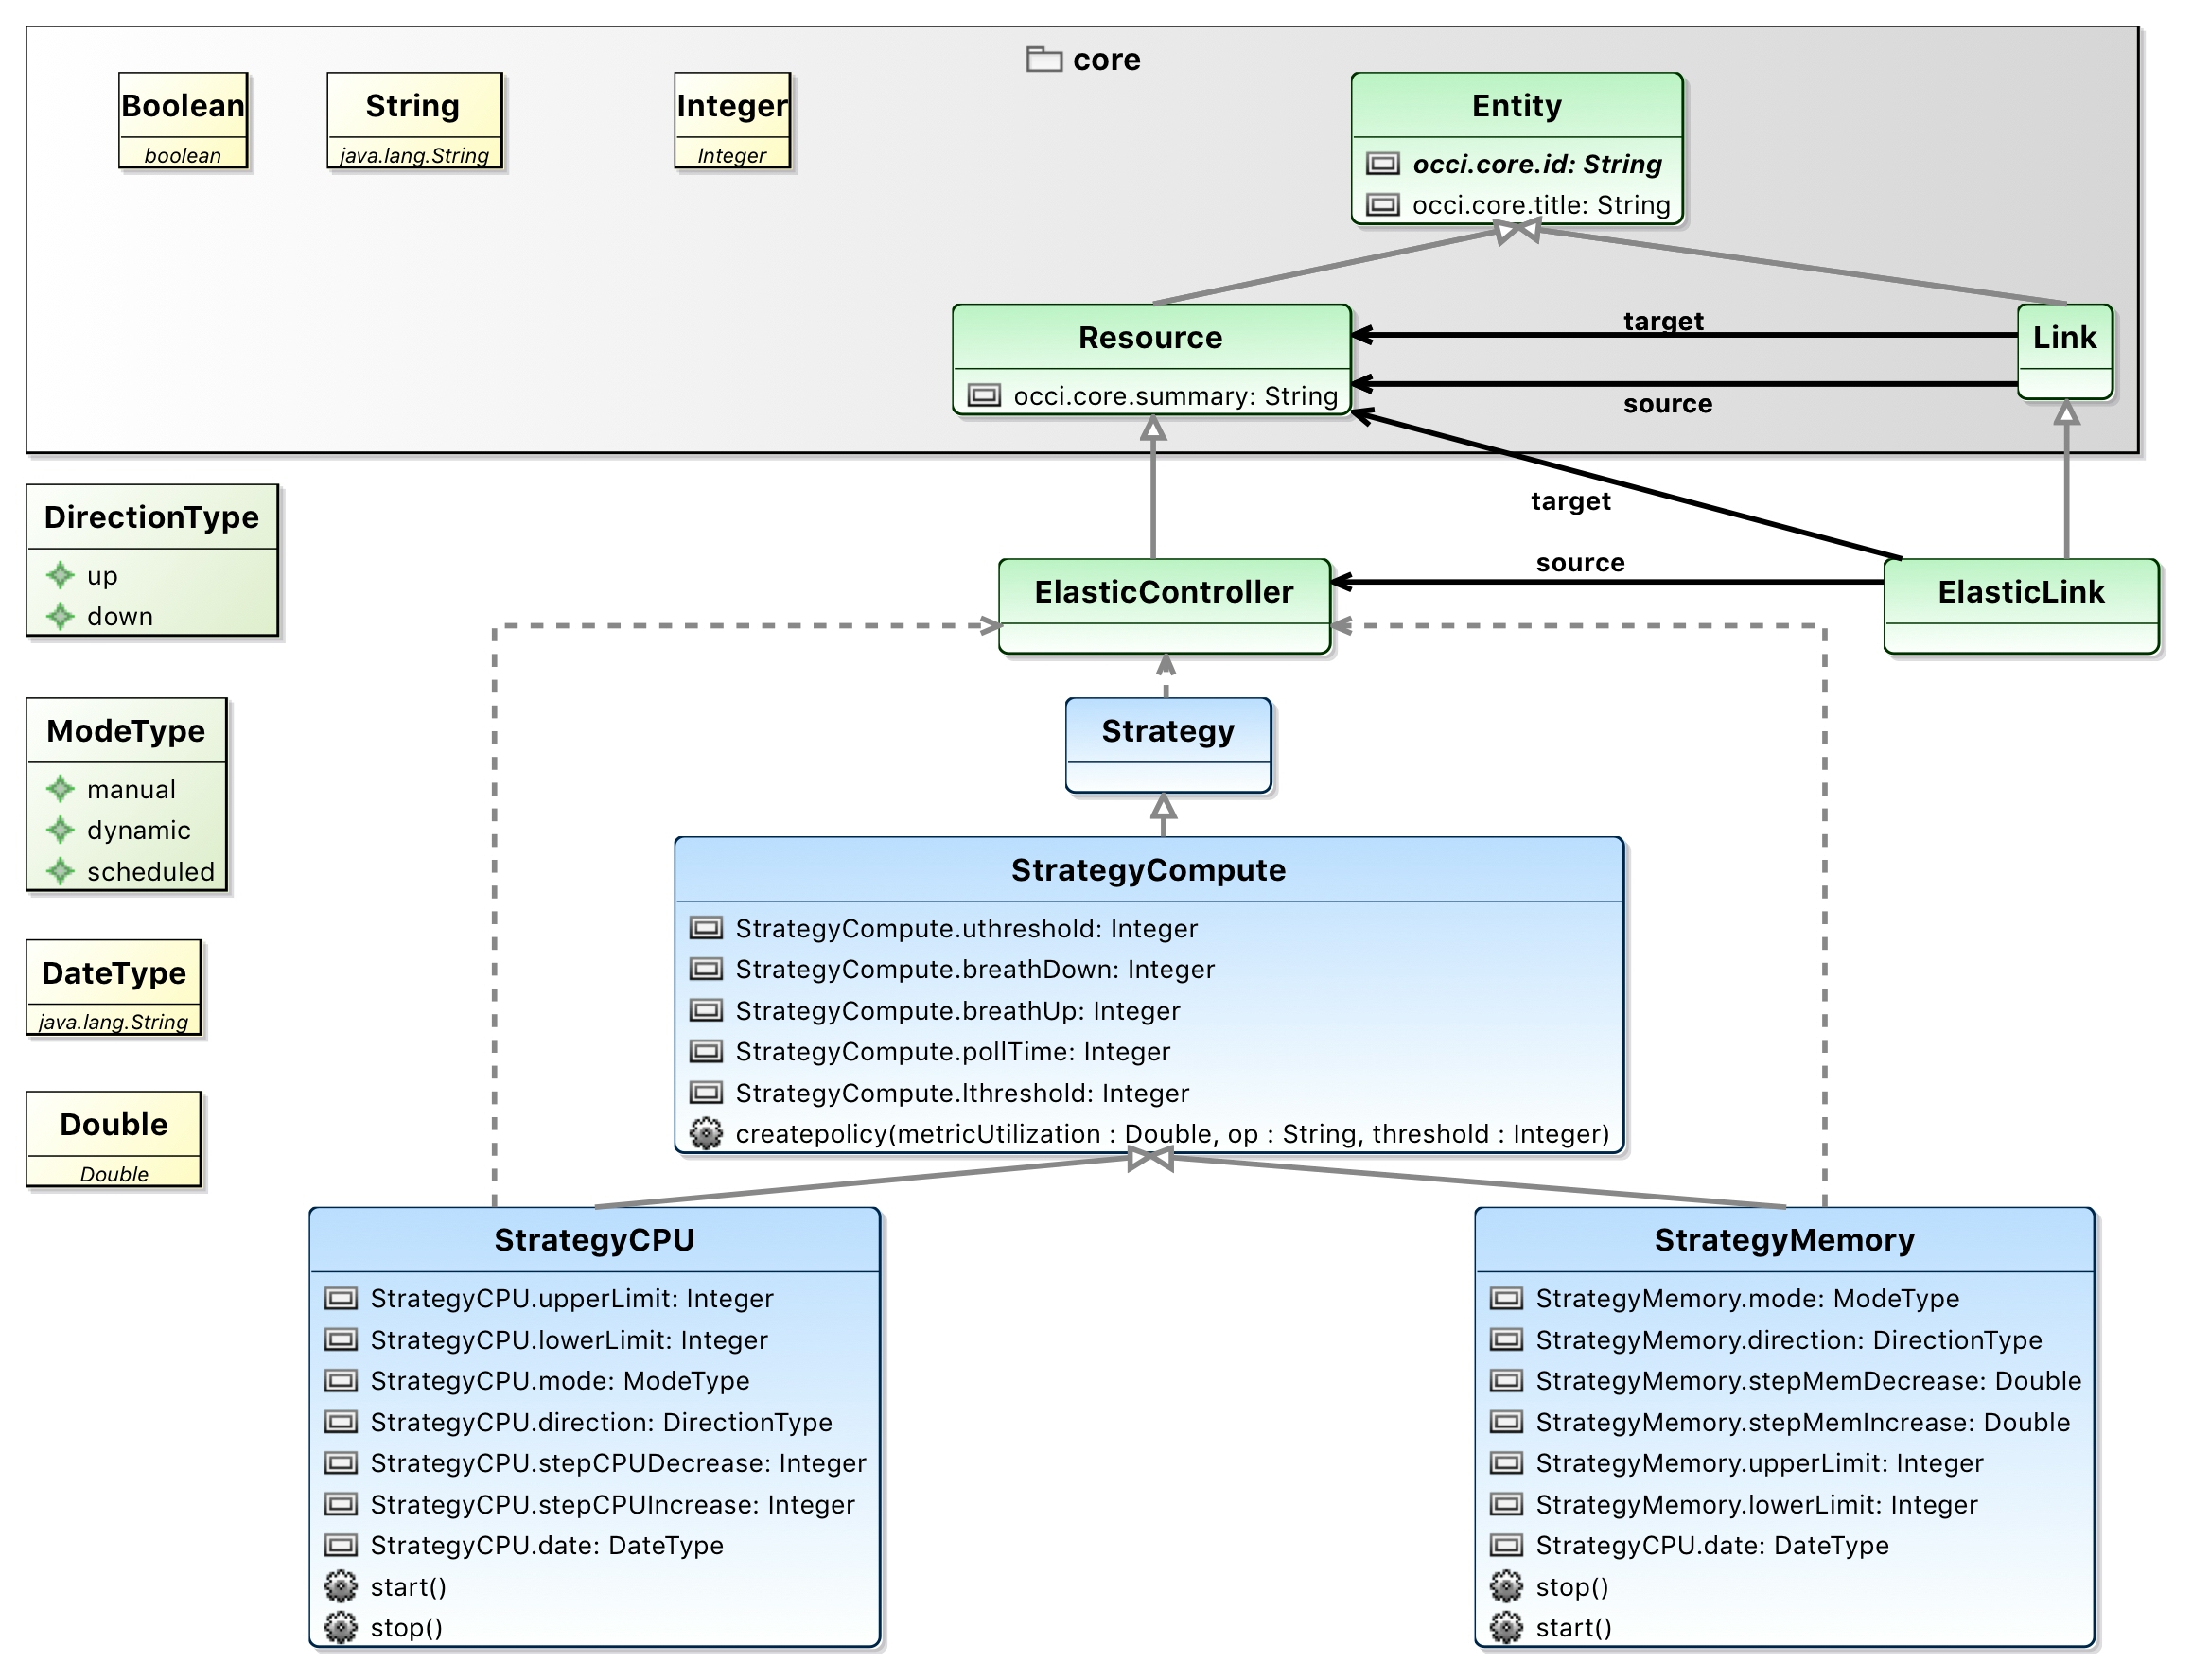 core
Boolean
boolean
String
java.lang.String
Integer
Integer
Entity
occi.core.id: String
occi.core.title: String
Resource
occi.core.summary: String
target
source
Link
DirectionType
up
down
target
source
ElasticController
ElasticLink
ModeType
manual
dynamic
scheduled
Strategy
DateType
java.lang.String
Double
Double
StrategyCompute
StrategyCompute.uthreshold: Integer
StrategyCompute.breathDown: Integer
StrategyCompute.breathUp: Integer
StrategyCompute.pollTime: Integer
StrategyCompute.lthreshold: Integer
createpolicy(metricUtilization : Double, op : String, threshold : Integer)
StrategyCPU
StrategyCPU.upperLimit: Integer
StrategyCPU.lowerLimit: Integer
StrategyCPU.mode: ModeType
StrategyCPU.direction: DirectionType
StrategyCPU.stepCPUDecrease: Integer
StrategyCPU.stepCPUIncrease: Integer
StrategyCPU.date: DateType
start()
stop()
StrategyMemory
StrategyMemory.mode: ModeType
StrategyMemory.direction: DirectionType
StrategyMemory.stepMemDecrease: Double
StrategyMemory.stepMemIncrease: Double
StrategyMemory.upperLimit: Integer
StrategyMemory.lowerLimit: Integer
StrategyCPU.date: DateType
stop()
start()